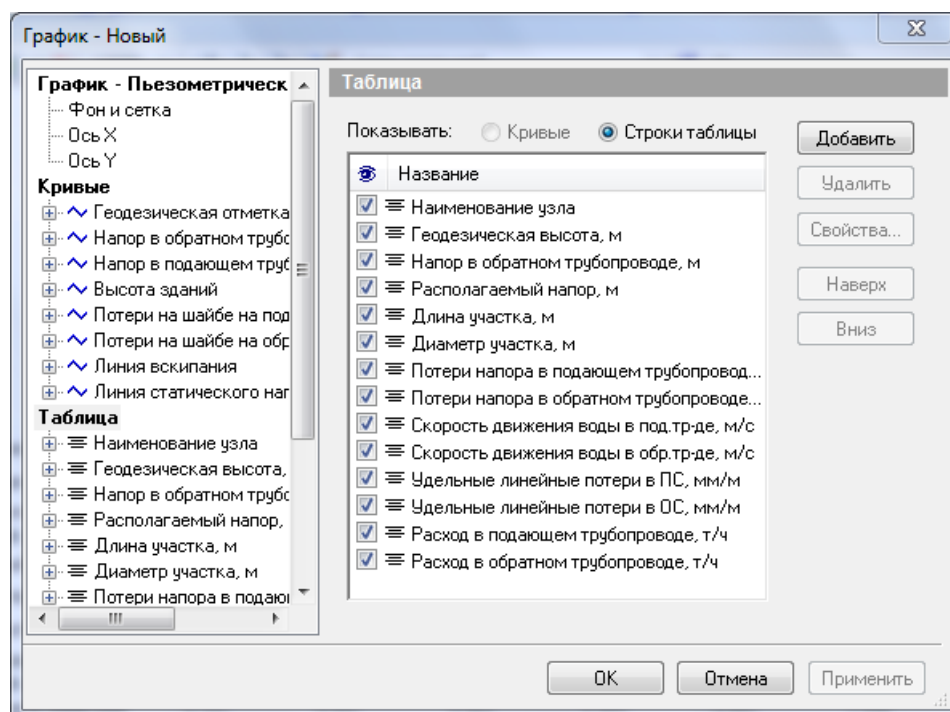 График - Новый
График - Пьезометрическ
Фон и сетка
Ось X
Ось Y
Кривые
Геодезическая отметка
Напор в обратном трубс
Напор в подающем труб
Высота зданий
Потери на шайбе на под
Потери на шайбе на обр
Линия вскипания
Линия статического наг
Таблица
Наименование узла
Геодезическая высота,
Напор в обратном трубс
Располагаемый напор,
Длина участка, м
Диаметр участка, м
Потери напора в подающ
Таблица
Показывать: Кривые Строки таблицы
Название
Наименование узла
Геодезическая высота, м
Напор в обратном трубопроводе, м
Располагаемый напор, м
Длина участка, м
Диаметр участка, м
Потери напора в подающем трубопровод...
Потери напора в обратном трубопроводе...
Скорость движения воды в под.тр-де, м/с
Скорость движения воды в обр.тр-де, м/с
Удельные линейные потери в ПС, мм/м
Удельные линейные потери в ОС, мм/м
Расход в подающем трубопроводе, т/ч
Расход в обратном трубопроводе, т/ч
Добавить
Удалить
Свойства...
Наверх
Вниз
OK Отмена Применить